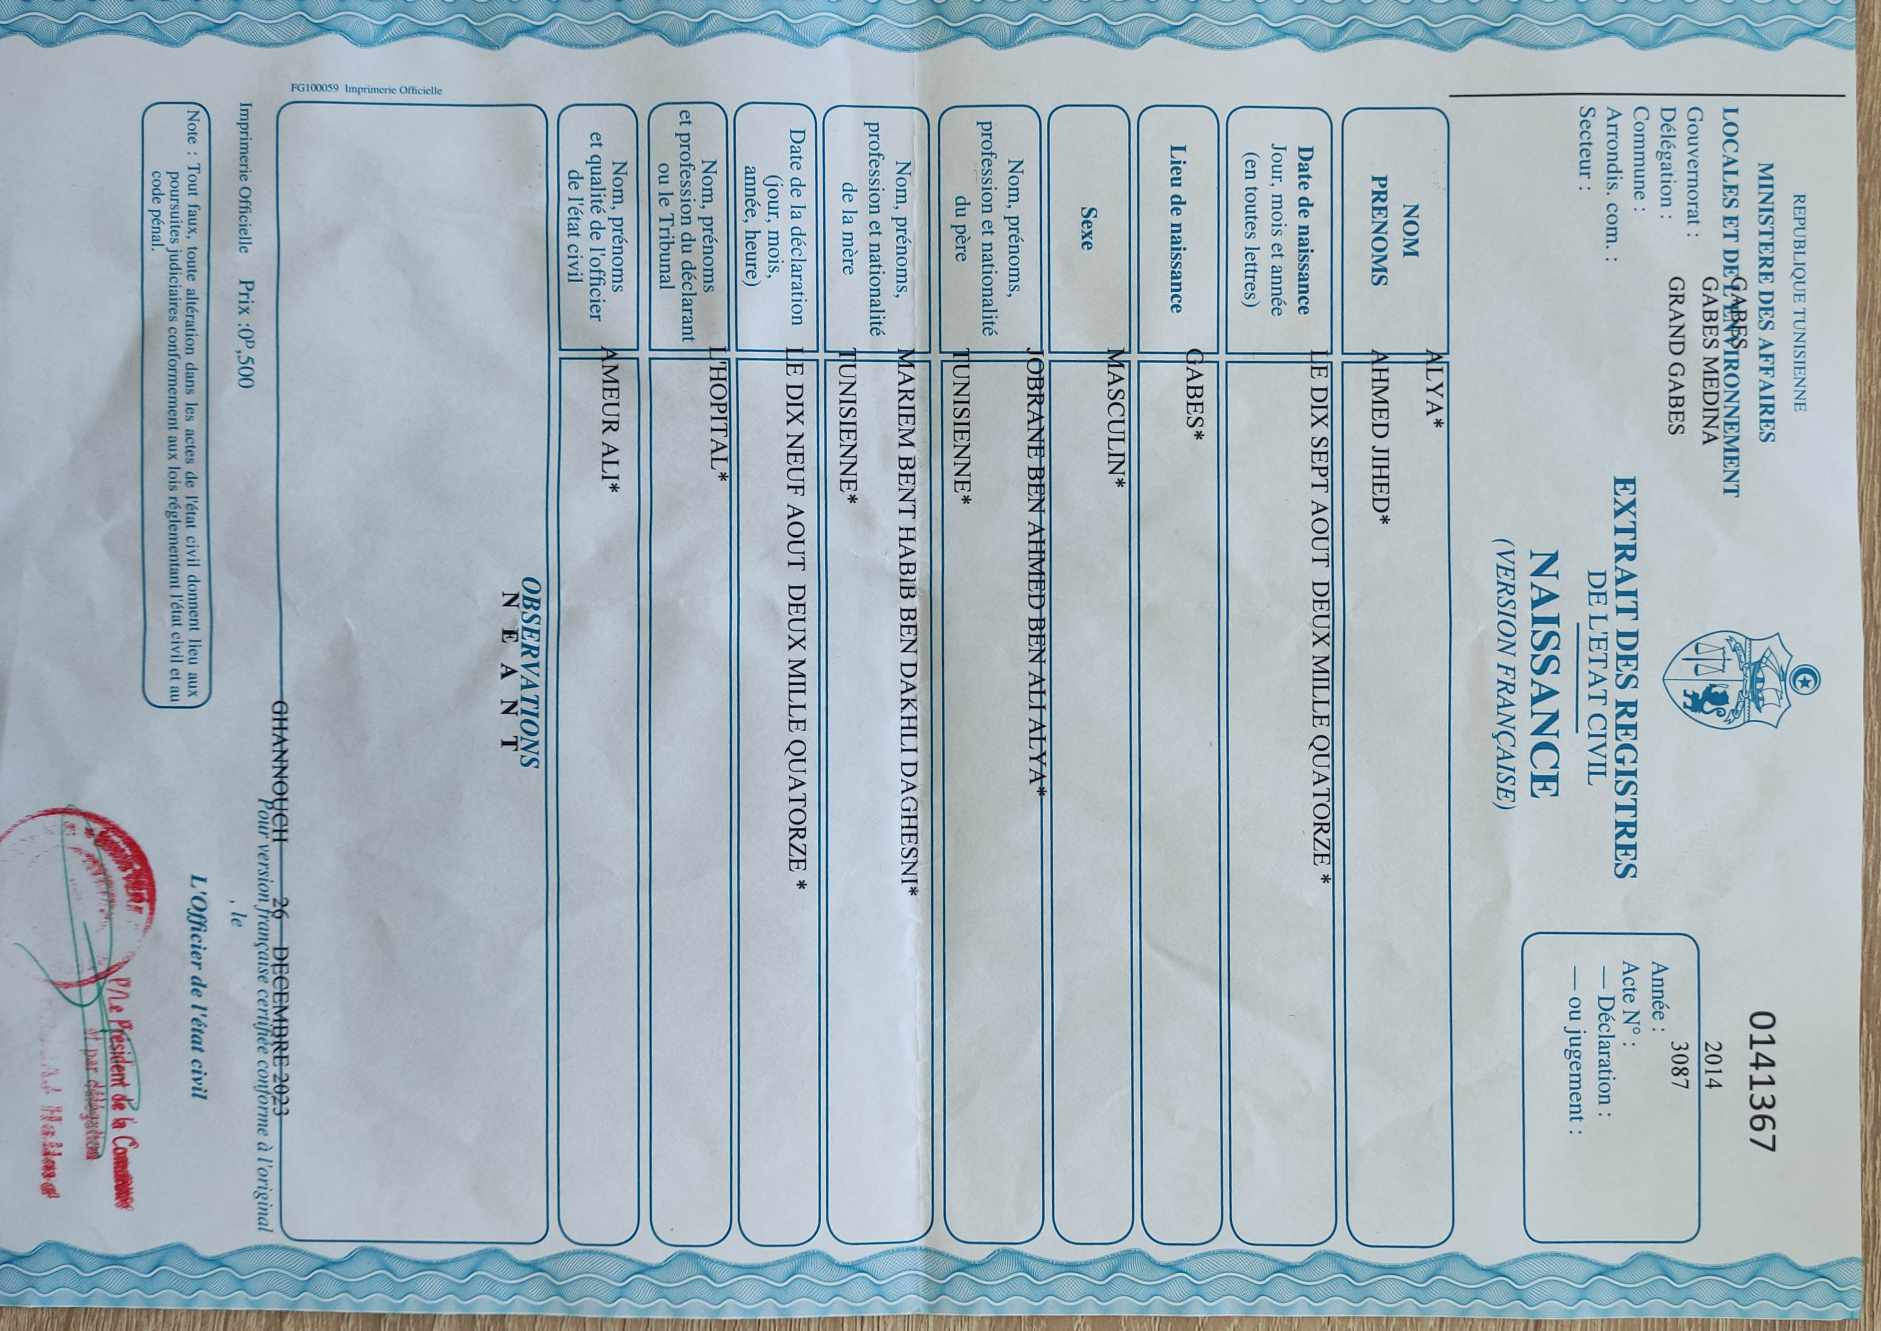 REPUBLIQUE TUNISIENNE
MINISTERE DES AFFAIRES
LOCALES ET DE L'ENVIRONNEMENT
Gouvernorat : GABES
Délégation : GABES MEDINA
Commune : GRAND GABES
Arrondis. com. :
Secteur :
EXTRAIT DES REGISTRES
DE L'ETAT CIVIL
NAISSANCE
(VERSION FRANÇAISE)
0141367
Année : 2014
Acte N° : 3087
— Déclaration :
— ou jugement :
NOM ALYA*
PRENOMS AHMED JIHED*
Date de naissance LE DIX SEPT AOUT DEUX MILLE QUATORZE *
Jour, mois et année
(en toutes lettres)
Lieu de naissance GABES*
Sexe MASCULIN*
Nom, prénoms, JOBRANE BEN AHMED BEN ALI ALYA*
profession et nationalité
du père TUNISIENNE*
Nom, prénoms, MARIEM BENT HABIB BEN DAKHLI DAGHESNI*
profession et nationalité
de la mère TUNISIENNE*
Date de la déclaration LE DIX NEUF AOUT DEUX MILLE QUATORZE *
(jour, mois,
année, heure)
Nom, prénoms L'HOPITAL*
et profession du déclarant
ou le Tribunal
Nom, prénoms AMEUR ALI*
et qualité de l'officier
de l'état civil
OBSERVATIONS
N E A N T
FG100059 Imprimerie Officielle
GHANNOUCH 26 DECEMBRE 2023
Pour version française certifiée conforme à l'original
, le
Imprimerie Officielle Prix :0ᴰ,500
L'Officier de l'état civil
Note : Tout faux, toute altération dans les actes de l'état civil donnent lieu aux
poursuites judiciaires conformement aux lois réglementant l'état civil et au
code pénal.
P/Le Président de la Commune
et par délégation